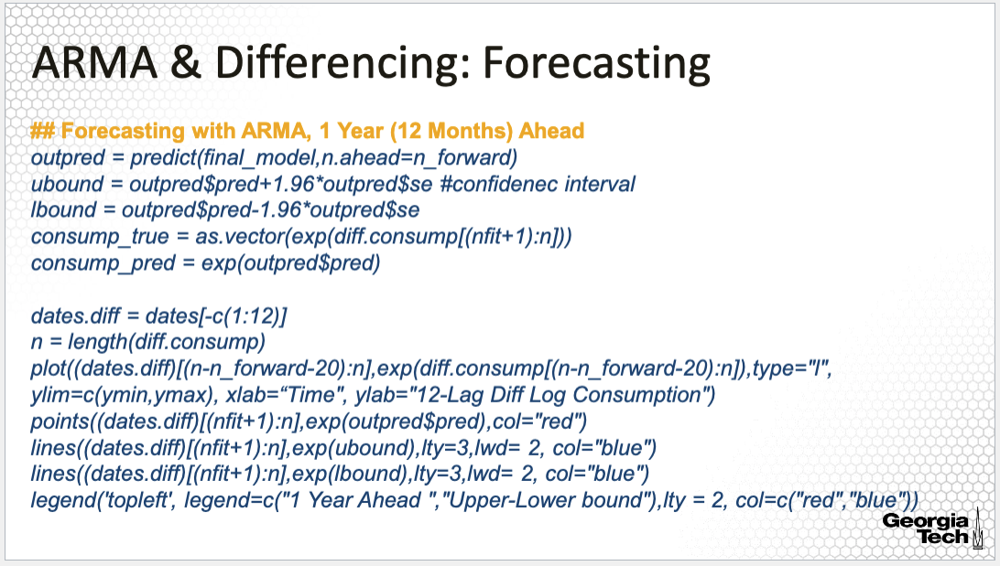 ARMA & Differencing: Forecasting
## Forecasting with ARMA, 1 Year (12 Months) Ahead
outpred = predict(final_model,n.ahead=n_forward)
ubound = outpred$pred+1.96*outpred$se #confidenec interval
lbound = outpred$pred-1.96*outpred$se
consump_true = as.vector(exp(diff.consump[(nfit+1):n]))
consump_pred = exp(outpred$pred)
dates.diff = dates[-c(1:12)]
n = length(diff.consump)
plot((dates.diff)[(n-n_forward-20):n],exp(diff.consump[(n-n_forward-20):n]),type="l",
ylim=c(ymin,ymax), xlab=“Time", ylab="12-Lag Diff Log Consumption")
points((dates.diff)[(nfit+1):n],exp(outpred$pred),col="red")
lines((dates.diff)[(nfit+1):n],exp(ubound),lty=3,lwd= 2, col="blue")
lines((dates.diff)[(nfit+1):n],exp(lbound),lty=3,lwd= 2, col="blue")
legend('topleft', legend=c("1 Year Ahead ","Upper-Lower bound"),lty = 2, col=c("red","blue"))
Georgia
Tech